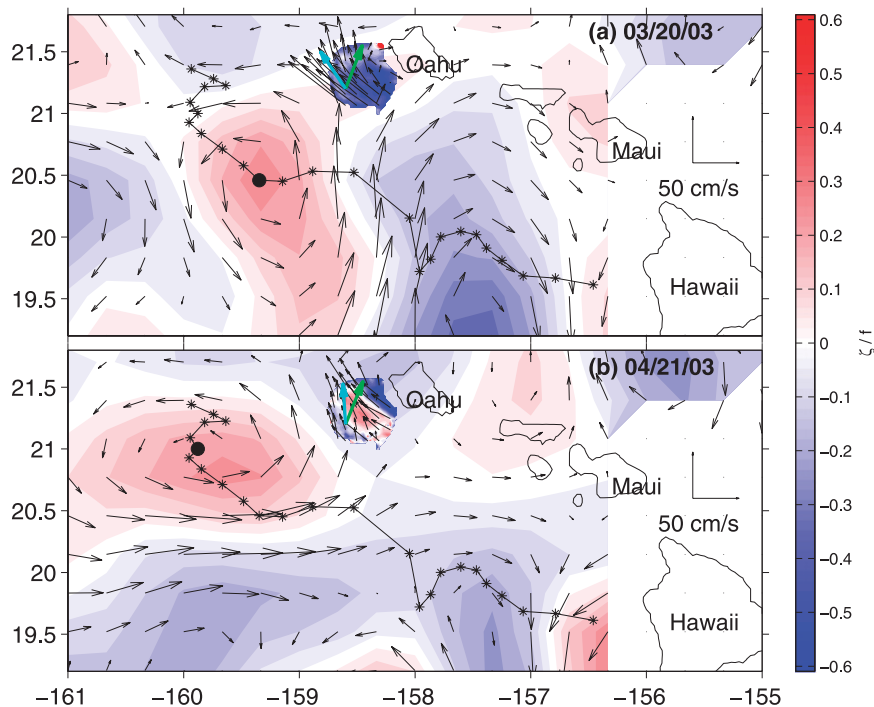 (a) 03/20/03
21.5
21
20.5
20
19.5
Oahu
Maui
50 cm/s
Hawaii
(b) 04/21/03
21.5
21
20.5
20
19.5
Oahu
Maui
50 cm/s
Hawaii
−161 −160 −159 −158 −157 −156 −155
0.6
0.5
0.4
0.3
0.2
0.1
0
−0.1
−0.2
−0.3
−0.4
−0.5
−0.6
ζ / f